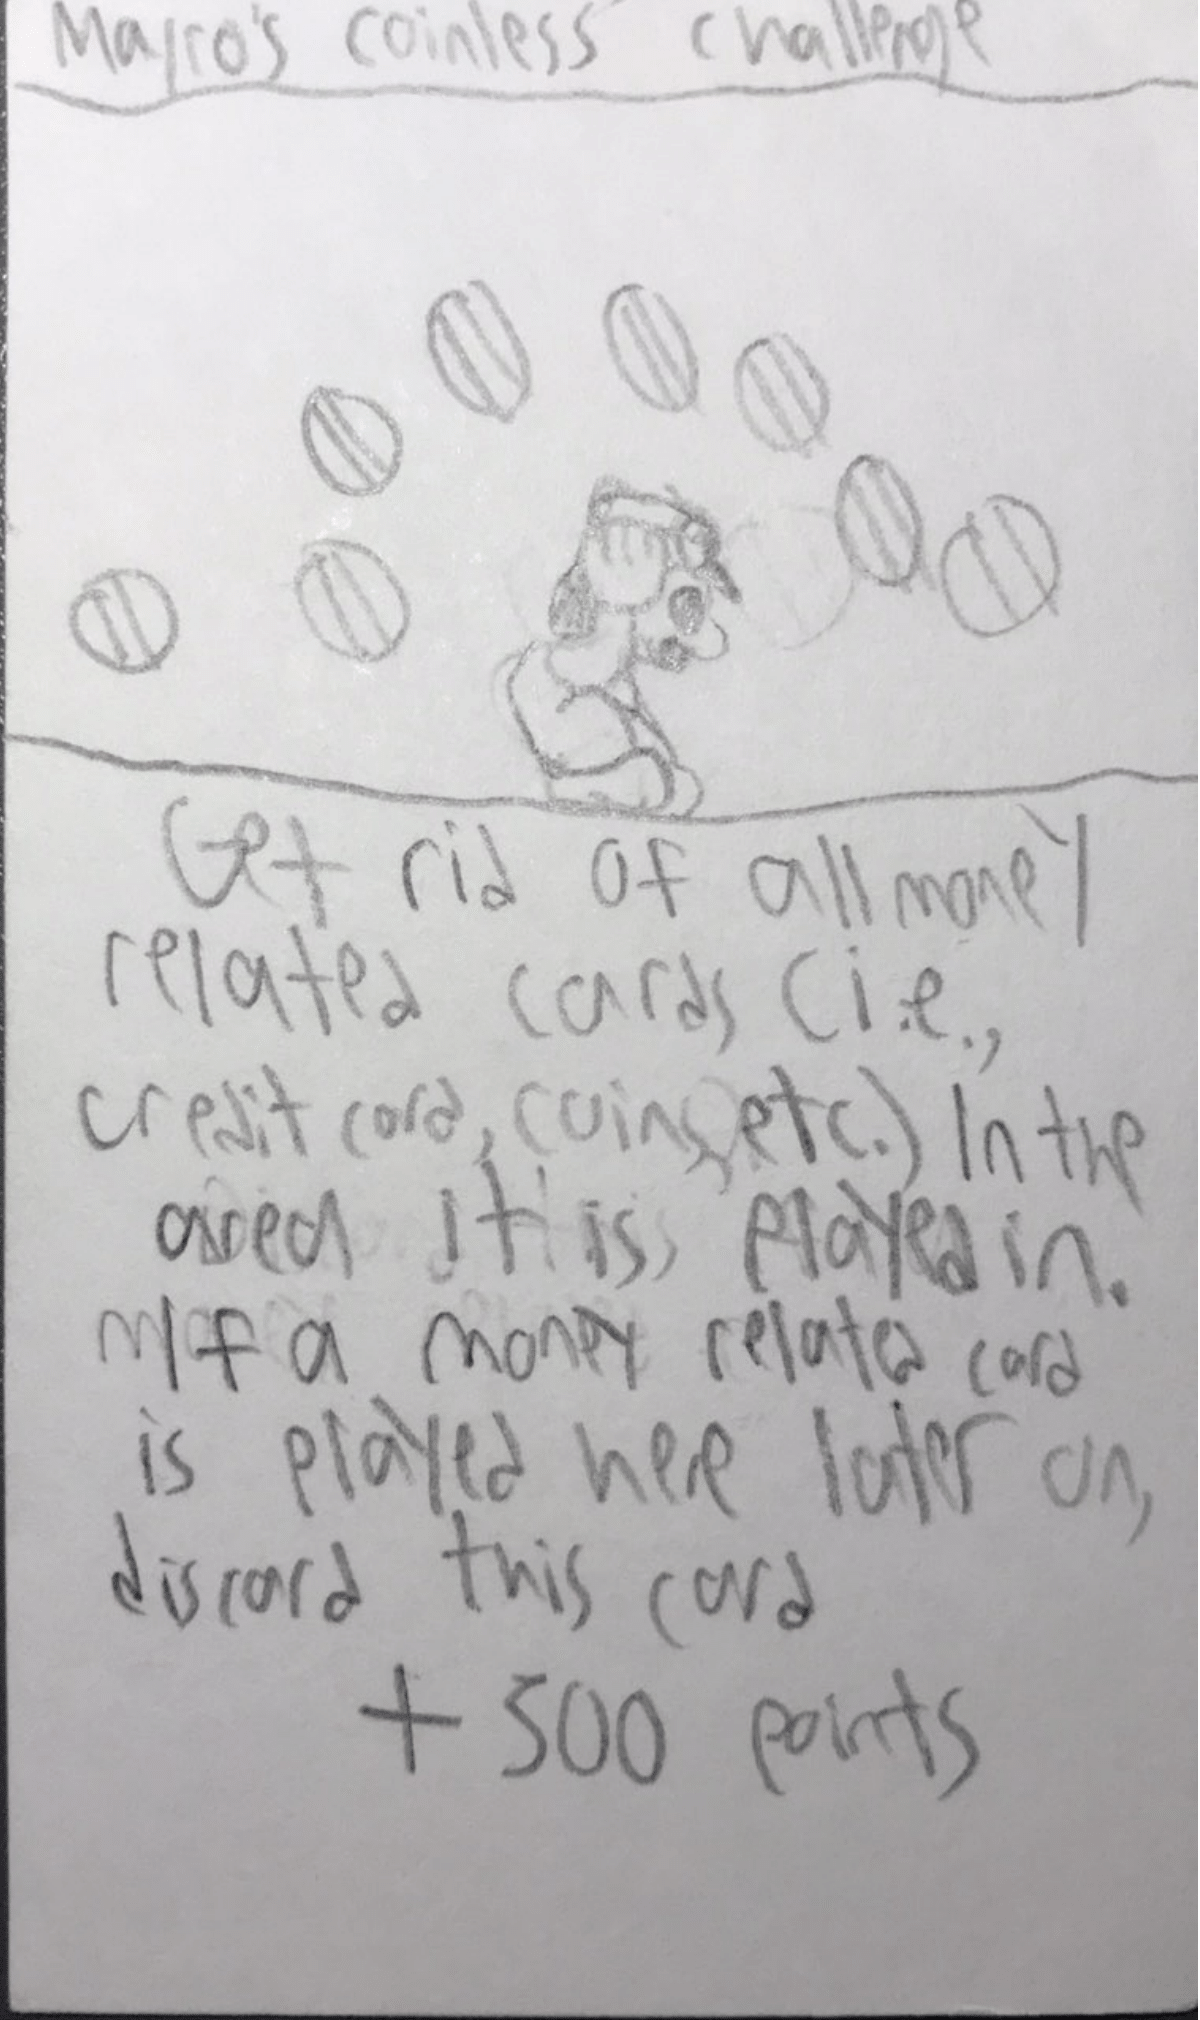 Mayro's coinless challenge
Get rid of all money
related cards (i.e.,
credit card, coins, etc.) In the
area it is played in.
If a money related card
is played here later on,
discard this card
+ 500 points